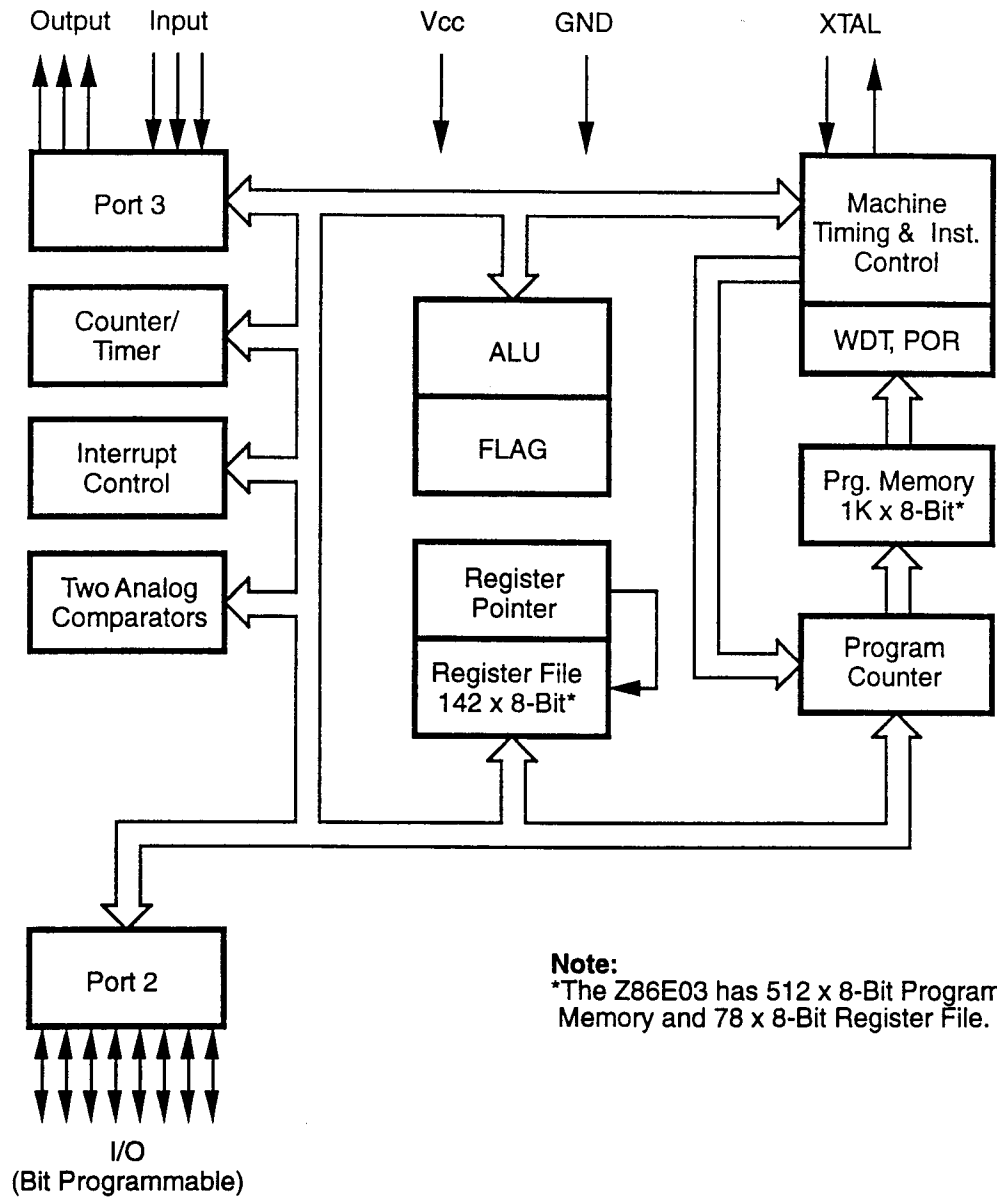 Output
Input
Vcc
GND
XTAL
Port 3
Machine
Timing & Inst.
Control
Counter/
Timer
ALU
WDT, POR
FLAG
Interrupt
Control
Prg. Memory
1K x 8-Bit*
Two Analog
Comparators
Register
Pointer
Register File
142 x 8-Bit*
Program
Counter
Port 2
Note:
*The Z86E03 has 512 x 8-Bit Program
Memory and 78 x 8-Bit Register File.
I/O
(Bit Programmable)